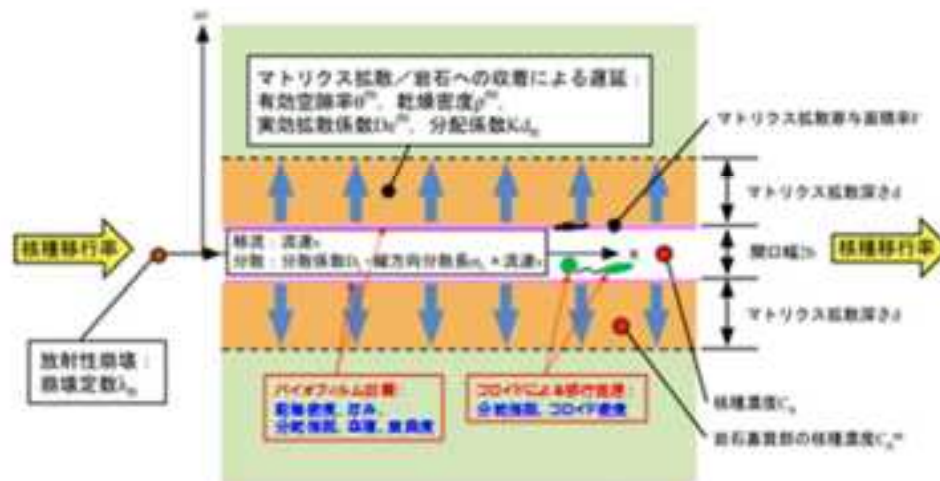 マトリクス拡散／岩石への収着による遅延：
有効空隙率θᵐ, 乾燥密度ρᵐ,
実効拡散係数Deᵐ, 分配係数Kdₙ
マトリクス拡散寄与面積率F
マトリクス拡散深さd
核種移行率
移流：流速u
分散：分散係数D_L=縦方向分散長α_L×流速u
開口幅2b
核種移行率
マトリクス拡散深さd
放射性崩壊：
崩壊定数λₙ
バイオフィルム
乾燥密度, 厚み,
分配係数,
コロイドによる移行促進：
分配係数, コロイド濃度
核種濃度Cₙ
岩石基質部の核種濃度Cₙᵐ
x